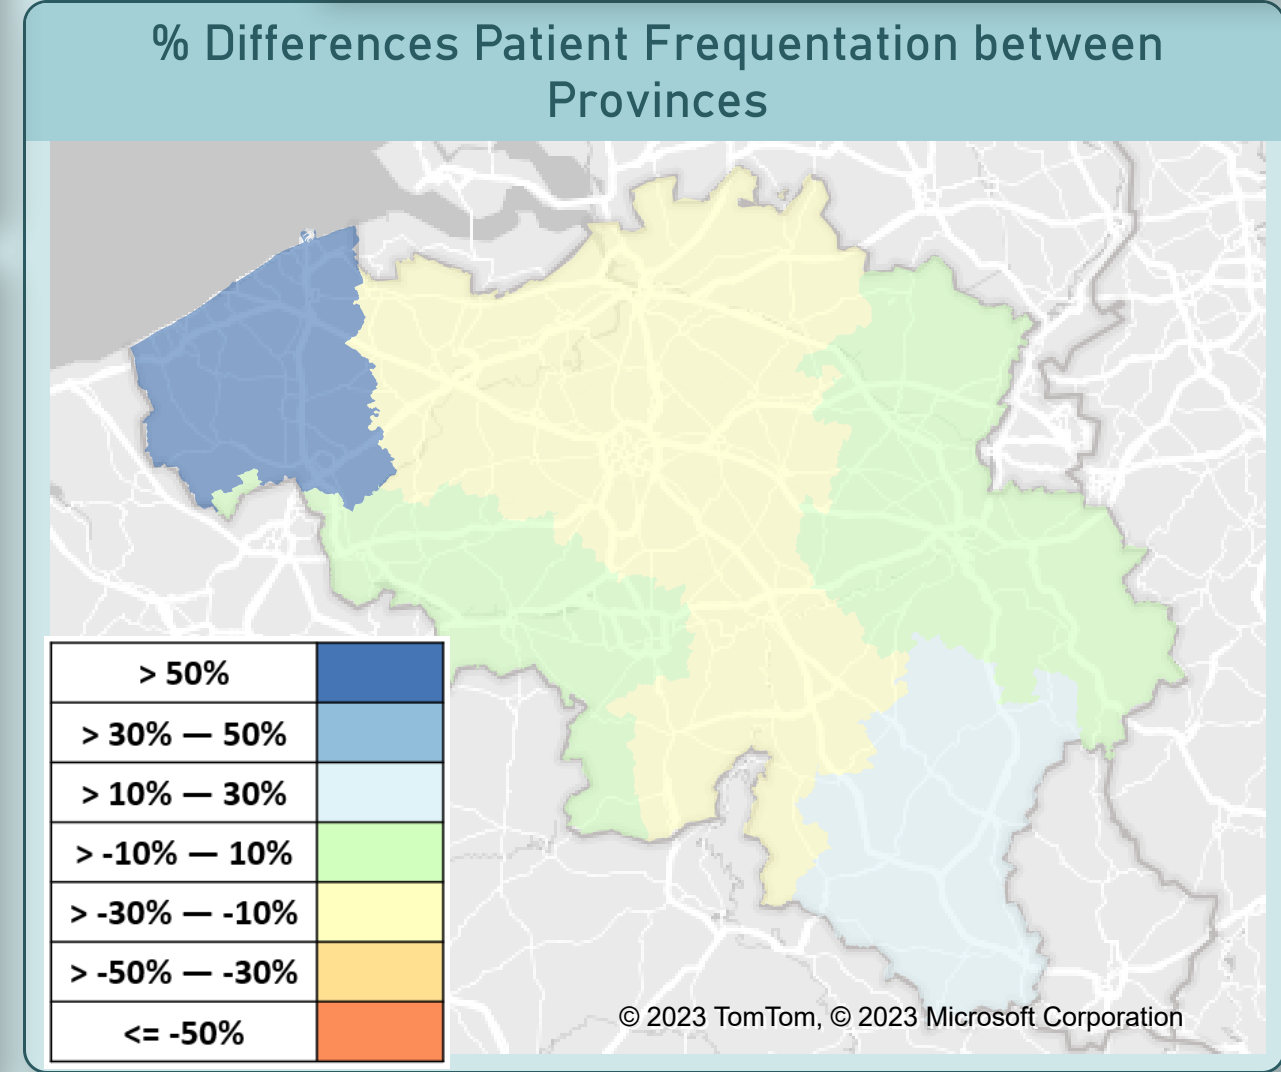 % Differences Patient Frequentation between
Provinces
> 50%
> 30% — 50%
> 10% — 30%
> -10% — 10%
> -30% — -10%
> -50% — -30%
<= -50%
© 2023 TomTom, © 2023 Microsoft Corporation